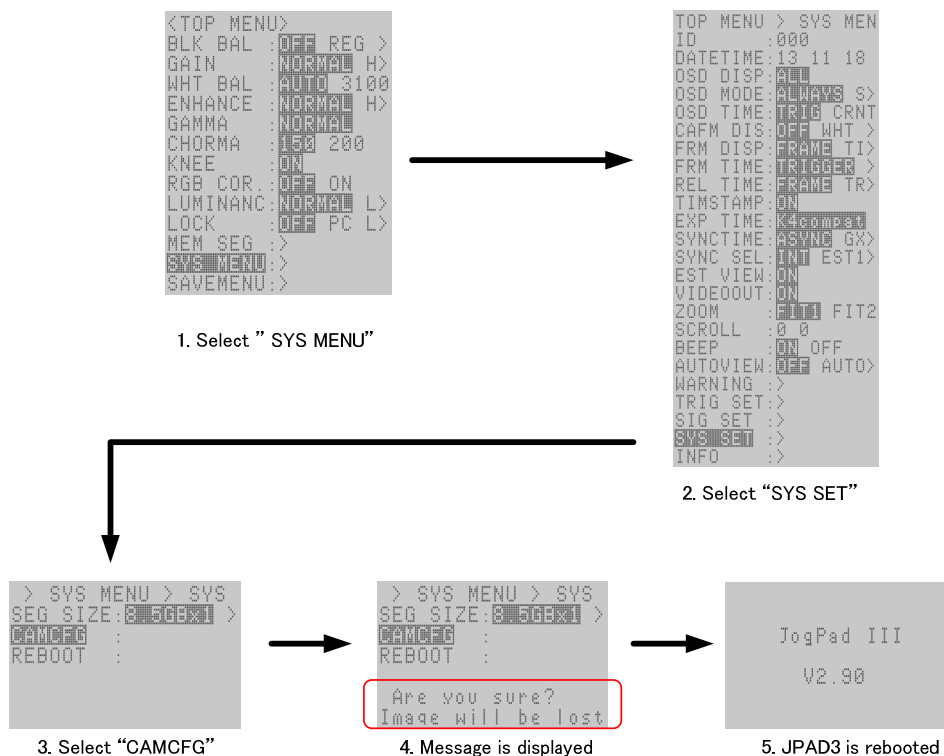 <TOP MENU>
BLK BAL :OFF REG >
GAIN :NORMAL H>
WHT BAL :AUTO 3100
ENHANCE :NORMAL H>
GAMMA :NORMAL
CHORMA :150 200
KNEE :ON
RGB COR.:OFF ON
LUMINANC:NORMAL L>
LOCK :OFF PC L>
MEM SEG :>
SYS MENU:>
SAVEMENU:>
1. Select ” SYS MENU”
TOP MENU > SYS MEN
ID :000
DATETIME:13 11 18
OSD DISP:ALL
OSD MODE:ALWAYS S>
OSD TIME:TRIG CRNT
CAFM DIS:OFF WHT >
FRM DISP:FRAME TI>
FRM TIME:TRIGGER >
REL TIME:FRAME TR>
TIMSTAMP:ON
EXP TIME:K4compat
SYNCTIME:ASYNC GX>
SYNC SEL:INT EST1>
EST VIEW:ON
VIDEOOUT:ON
ZOOM :FIT1 FIT2
SCROLL :0 0
BEEP :ON OFF
AUTOVIEW:OFF AUTO>
WARNING :>
TRIG SET:>
SIG SET :>
SYS SET :>
INFO :>
2. Select “SYS SET”
> SYS MENU > SYS
SEG SIZE:8.5GBx1 >
CAMCFG :
REBOOT :
3. Select “CAMCFG”
> SYS MENU > SYS
SEG SIZE:8.5GBx1 >
CAMCFG :
REBOOT :
Are you sure?
Image will be lost
4. Message is displayed
JogPad III
V2.90
5. JPAD3 is rebooted